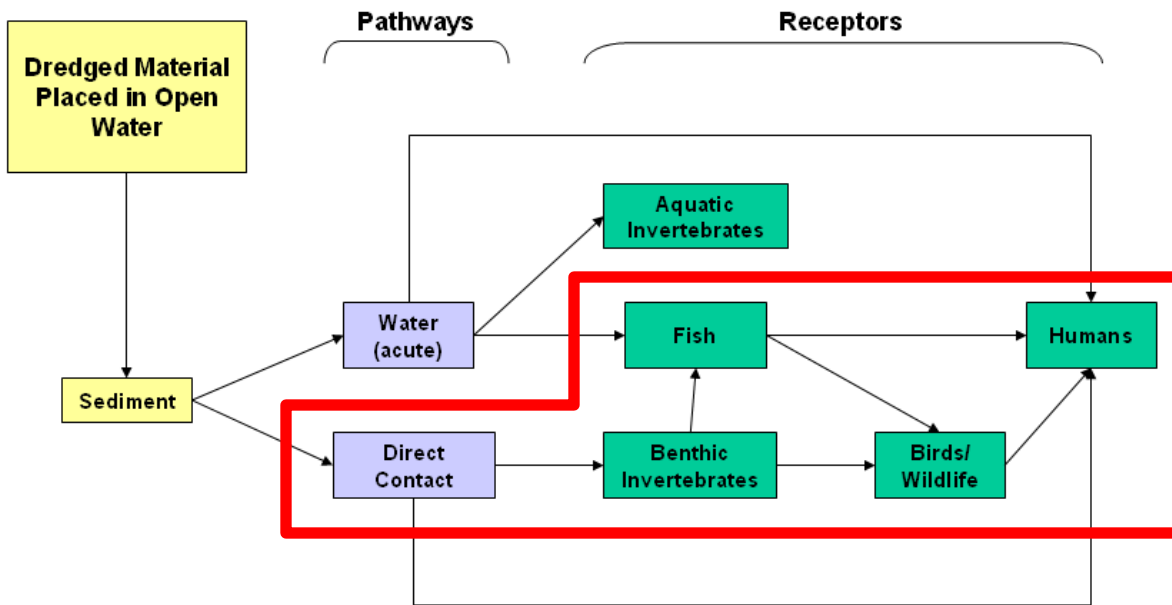 Pathways
Receptors
Dredged Material
Placed in Open
Water
Aquatic
Invertebrates
Water
(acute)
Fish
Humans
Sediment
Direct
Contact
Benthic
Invertebrates
Birds/
Wildlife